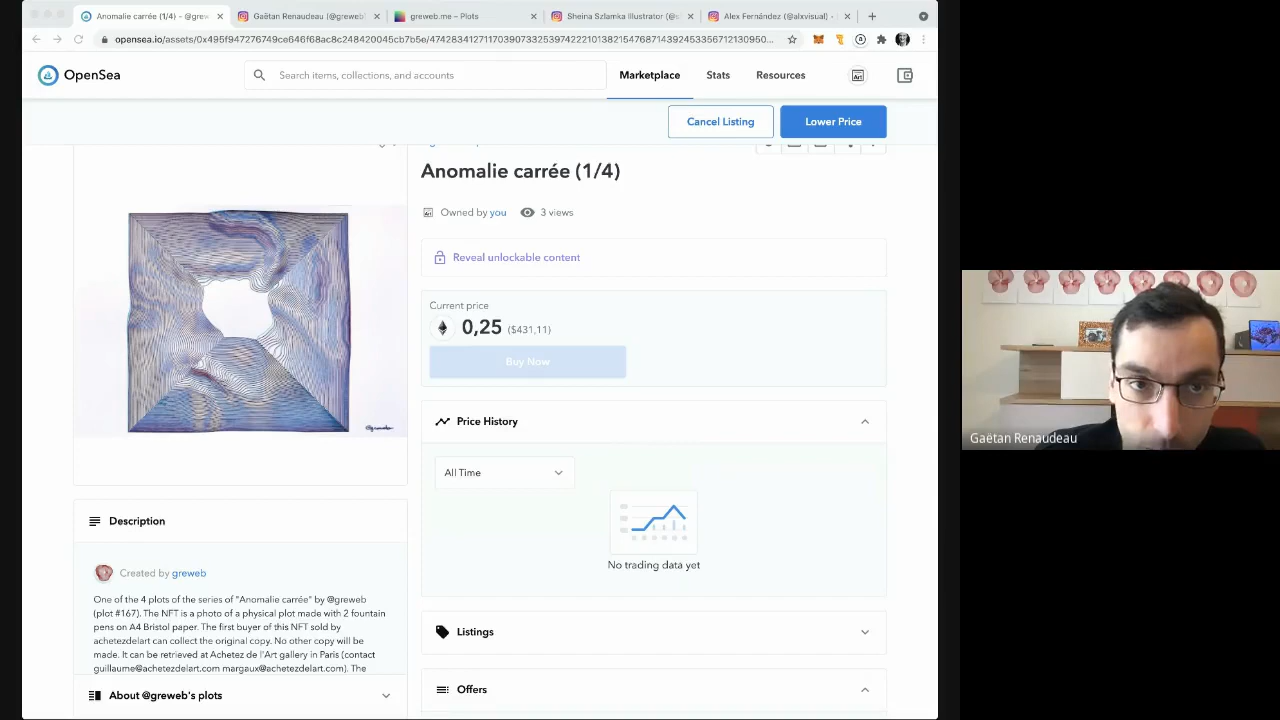 Anomalie carrée (1/4) - @grew
Gaëtan Renaudeau (@greweb
greweb.me – Plots
Sheina Szlamka Illustrator (@sl
Alex Fernández (@alxvisual) •
opensea.io/assets/0x495f947276749ce646f68ac8c248420045cb7b5e/47428341271170390733253974222101382154768714392453356712130950...
OpenSea
Search items, collections, and accounts
Marketplace
Stats
Resources
Art
Cancel Listing
Lower Price
Anomalie carrée (1/4)
Owned by you
3 views
Reveal unlockable content
Current price
0,25 ($431,11)
Buy Now
@greweb
Price History
All Time
No trading data yet
Description
Created by greweb
One of the 4 plots of the series of "Anomalie carrée" by @greweb
(plot #167). The NFT is a photo of a physical plot made with 2 fountain
pens on A4 Bristol paper. The first buyer of this NFT sold by
achetezdelart can collect the original copy. No other copy will be
made. It can be retrieved at Achetez de l'Art gallery in Paris (contact
guillaume@achetezdelart.com margaux@achetezdelart.com). The
About @greweb's plots
Listings
Offers
Gaëtan Renaudeau